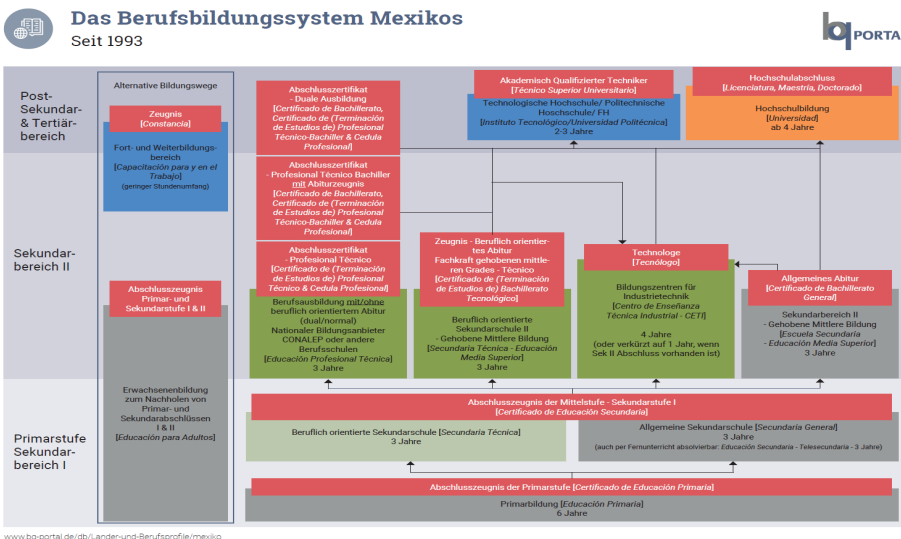 Das Berufsbildungssystem Mexikos
Seit 1993
bq PORTA
Post-
Sekundar-
& Tertiär-
bereich
Alternative Bildungswege
Zeugnis
[Constancia]
Fort- und Weiterbildungs-
bereich
[Capacitación para y en el
Trabajo]
(geringer Stundenumfang)
Abschlusszertifikat
- Duale Ausbildung
[Certificado de Bachillerato,
Certificado de (Terminación
de Estudios de) Profesional
Técnico-Bachiller & Cedula
Profesional]
Akademisch Qualifizierter Techniker
[Técnico Superior Universitario]
Technologische Hochschule/ Politechnische
Hoschschule/ FH
[Instituto Tecnológico/Universidad Politécnica]
2-3 Jahre
Hochschulabschluss
[Licenciatura, Maestría, Doctorado]
Hochschulbildung
[Universidad]
ab 4 Jahre
Sekundar-
bereich II
Abschlusszertifikat
- Profesional Técnico Bachiller
mit Abiturzeugnis
[Certificado de Bachillerato,
Certificado de (Terminación
de Estudios de) Profesional
Técnico-Bachiller & Cedula
Profesional]
Abschlusszertifikat
- Profesional Técnico
[Certificado de (Terminación
de Estudios de) Profesional
Técnico & Cedula Profesional]
Berufsausbildung mit/ohne
beruflich orientiertem Abitur
(dual/normal)
Nationaler Bildungsanbieter
CONALEP oder andere
Berufsschulen
[Educación Profesional Técnica]
3 Jahre
Zeugnis - Beruflich orientier-
tes Abitur
Fachkraft gehobenen mittle-
ren Grades - Técnico
[Certificado de (Terminación
de Estudios de) Bachillerato
Tecnológico]
Beruflich orientierte
Sekundarschule II
- Gehobene Mittlere Bildung
[Secundaria Técnica - Educación
Media Superior]
3 Jahre
Technologe
[Tecnólogo]
Bildungszentren für
Industrietechnik
[Centro de Enseñanza
Técnica Industrial - CETI]
4 Jahre
(oder verkürzt auf 1 Jahr, wenn
Sek II Abschluss vorhanden ist)
Allgemeines Abitur
[Certificado de Bachillerato
General]
Sekundarbereich II
- Gehobene Mittlere Bildung
[Escuela Secundaria
- Educación Media Superior]
3 Jahre
Abschlusszeugnis
Primar- und
Sekundarstufe I & II
Erwachsenenbildung
zum Nachholen von
Primar- und
Sekundarabschlüssen
I & II
[Educación para Adultos]
Primarstufe
Sekundar-
bereich I
Abschlusszeugnis der Mittelstufe - Sekundarstufe I
[Certificado de Educación Secundaria]
Beruflich orientierte Sekundarschule [Secundaria Técnica]
3 Jahre
Allgemeine Sekundarschule [Secundaria General]
3 Jahre
(auch per Fernunterricht absolvierbar: Educación Secundaria - Telesecundaria - 3 Jahre)
Abschlusszeugnis der Primarstufe [Certificado de Educación Primaria]
Primarbildung [Educación Primaria]
6 Jahre
www.bq-portal.de/db/Lander-und-Berufsprofile/mexiko